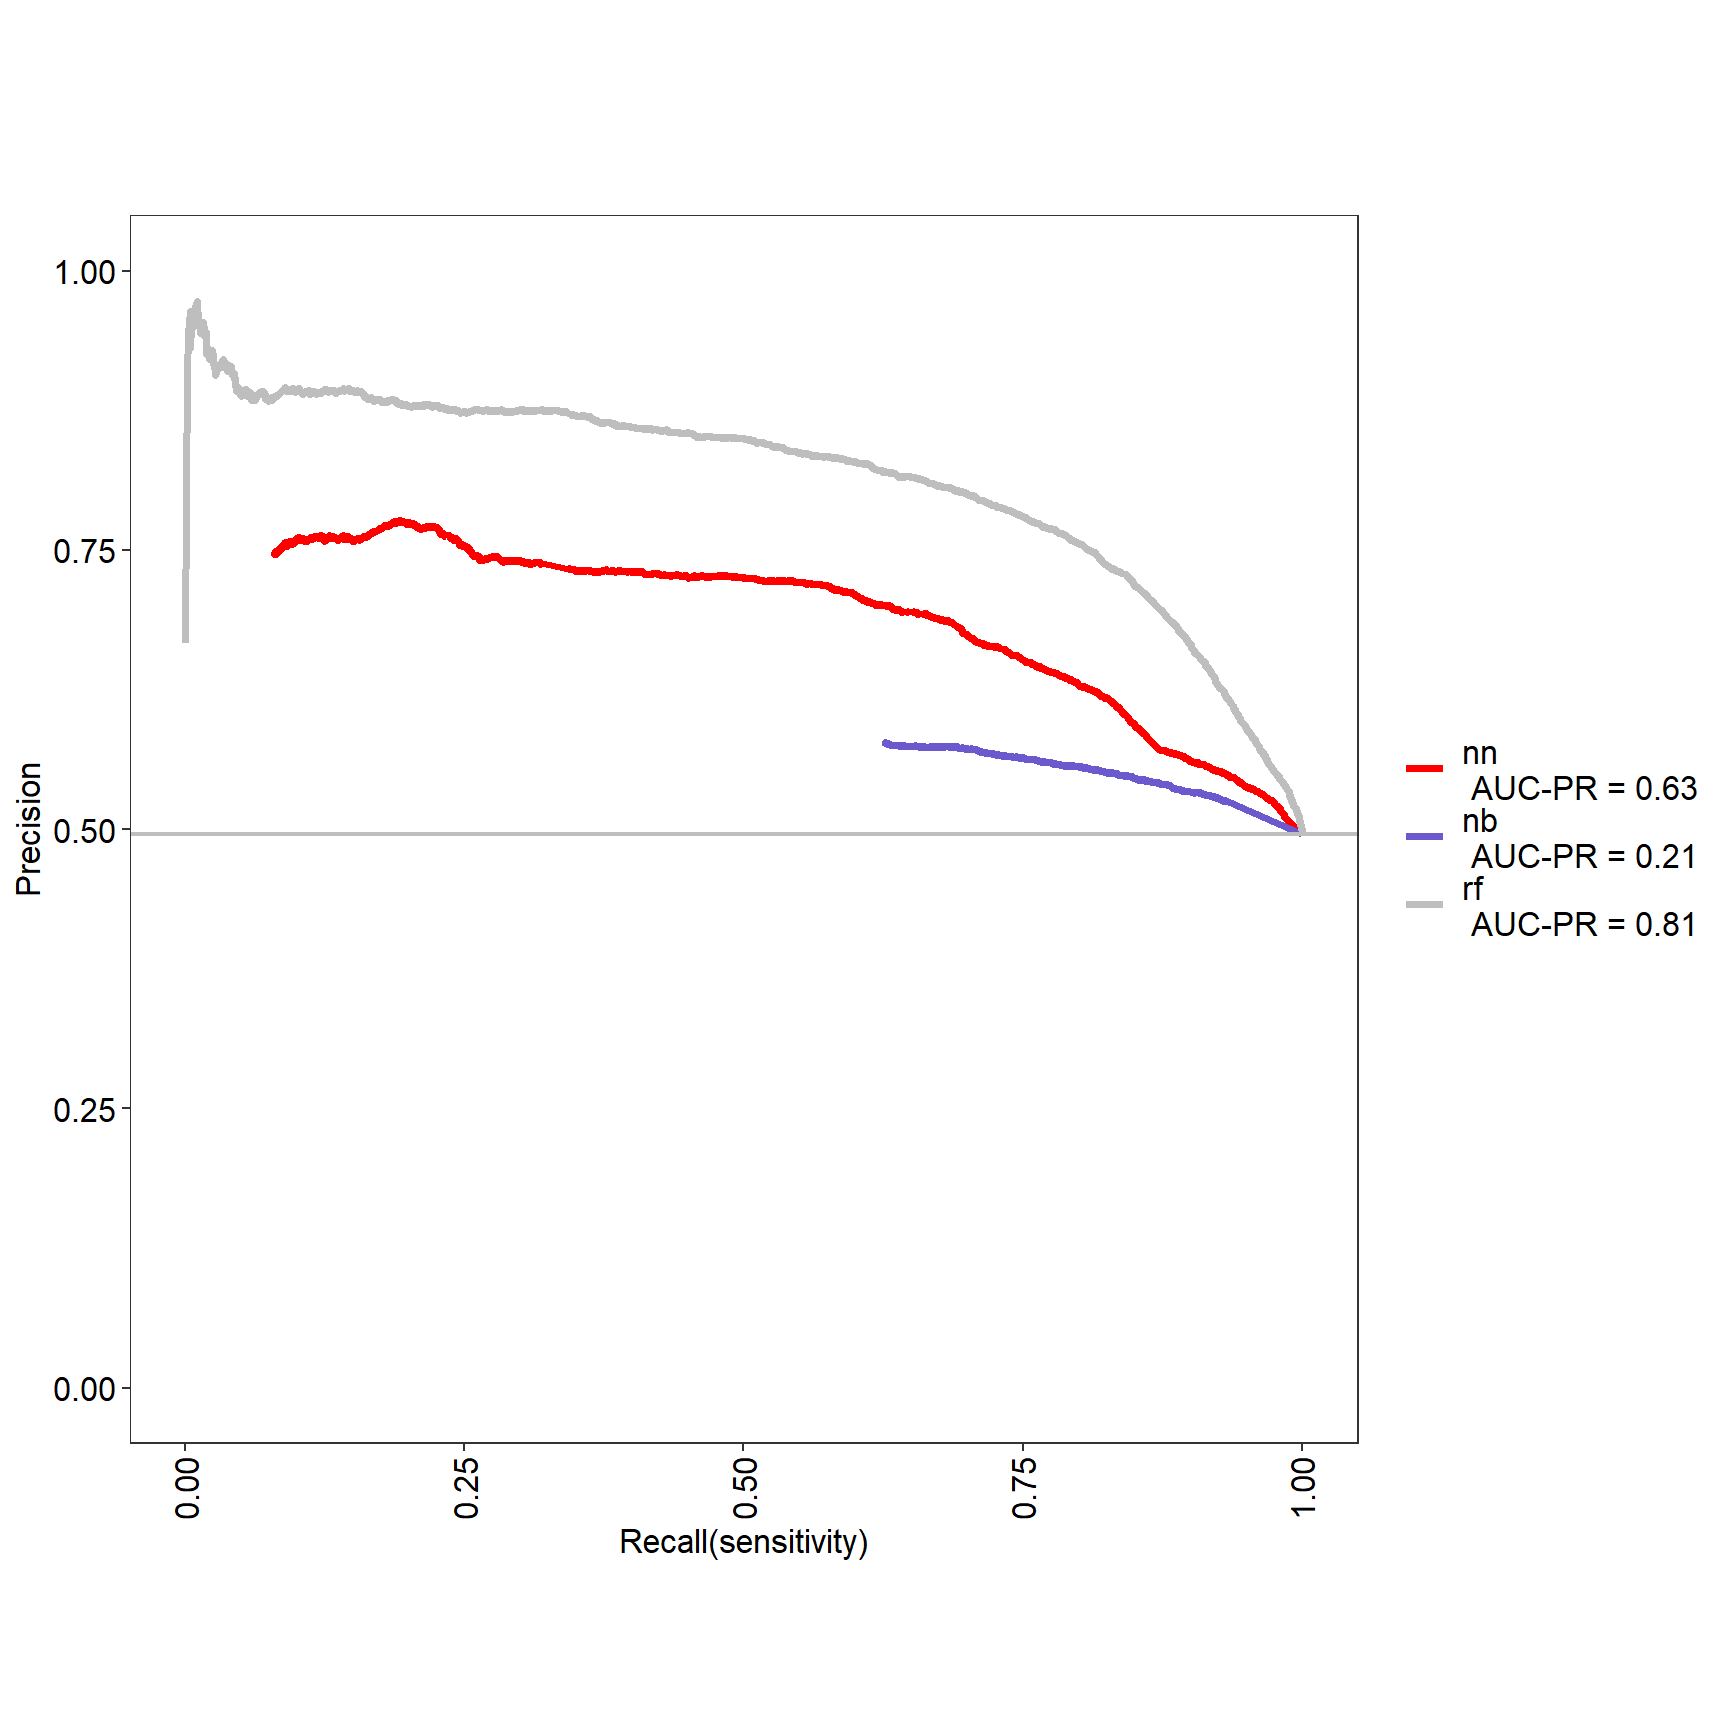 1.00
0.75
0.50
0.25
0.00
Precision
0.00
0.25
0.50
0.75
1.00
Recall(sensitivity)
nn
AUC-PR = 0.63
nb
AUC-PR = 0.21
rf
AUC-PR = 0.81